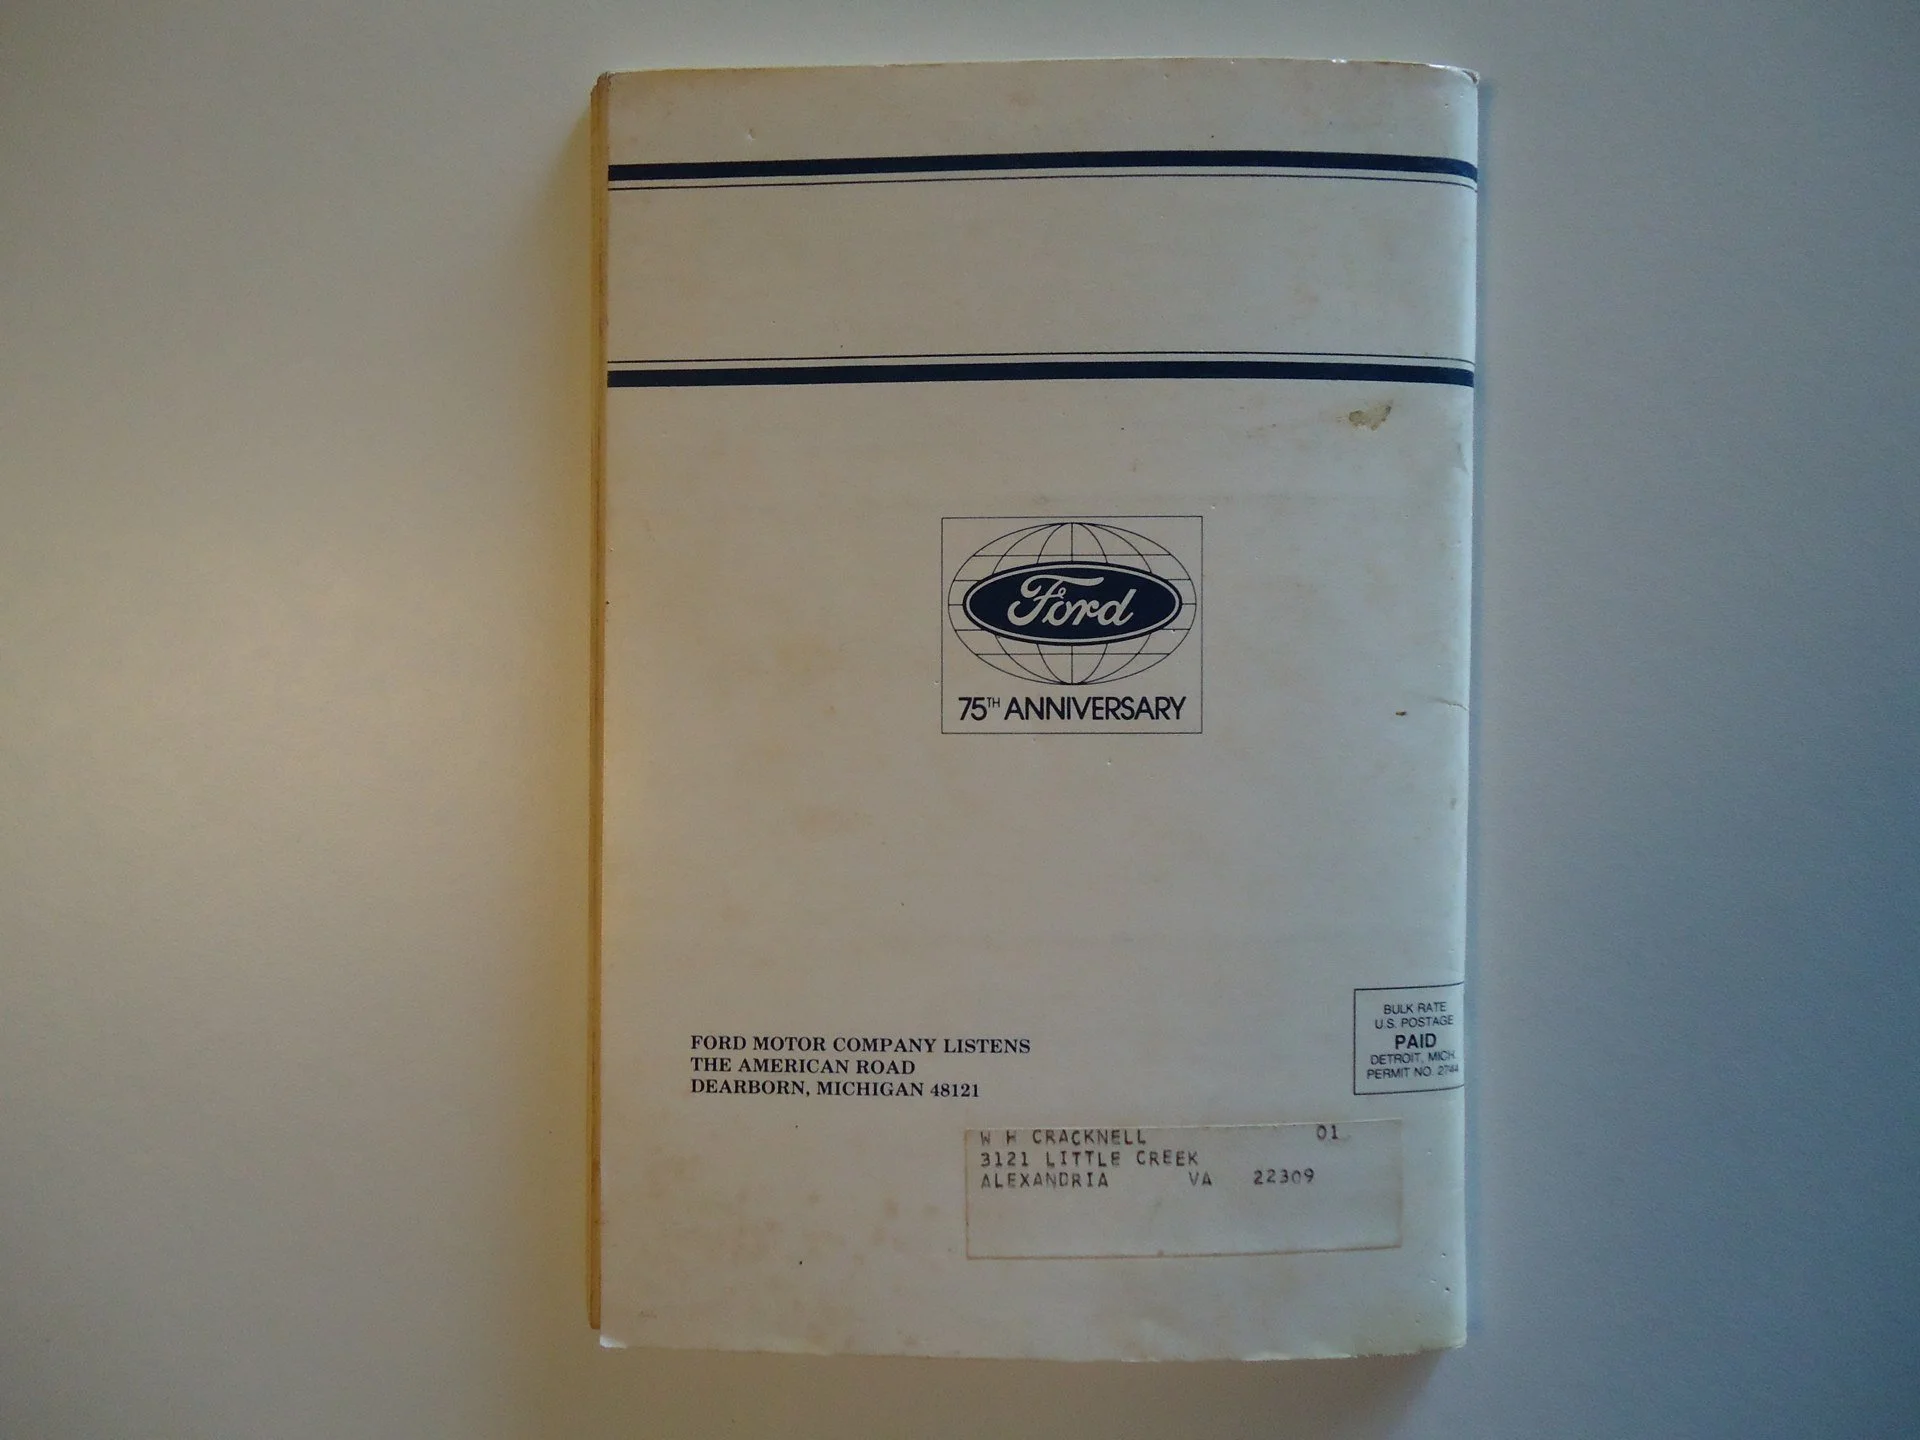 Ford
75TH ANNIVERSARY
BULK RATE
U.S. POSTAGE
PAID
DETROIT, MICH.
PERMIT NO. 2744
FORD MOTOR COMPANY LISTENS
THE AMERICAN ROAD
DEARBORN, MICHIGAN 48121
W H CRACKNELL 01
3121 LITTLE CREEK
ALEXANDRIA VA 22309